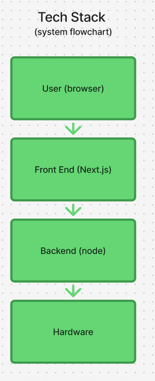 Tech Stack
(system flowchart)
User (browser)
Front End (Next.js)
Backend (node)
Hardware